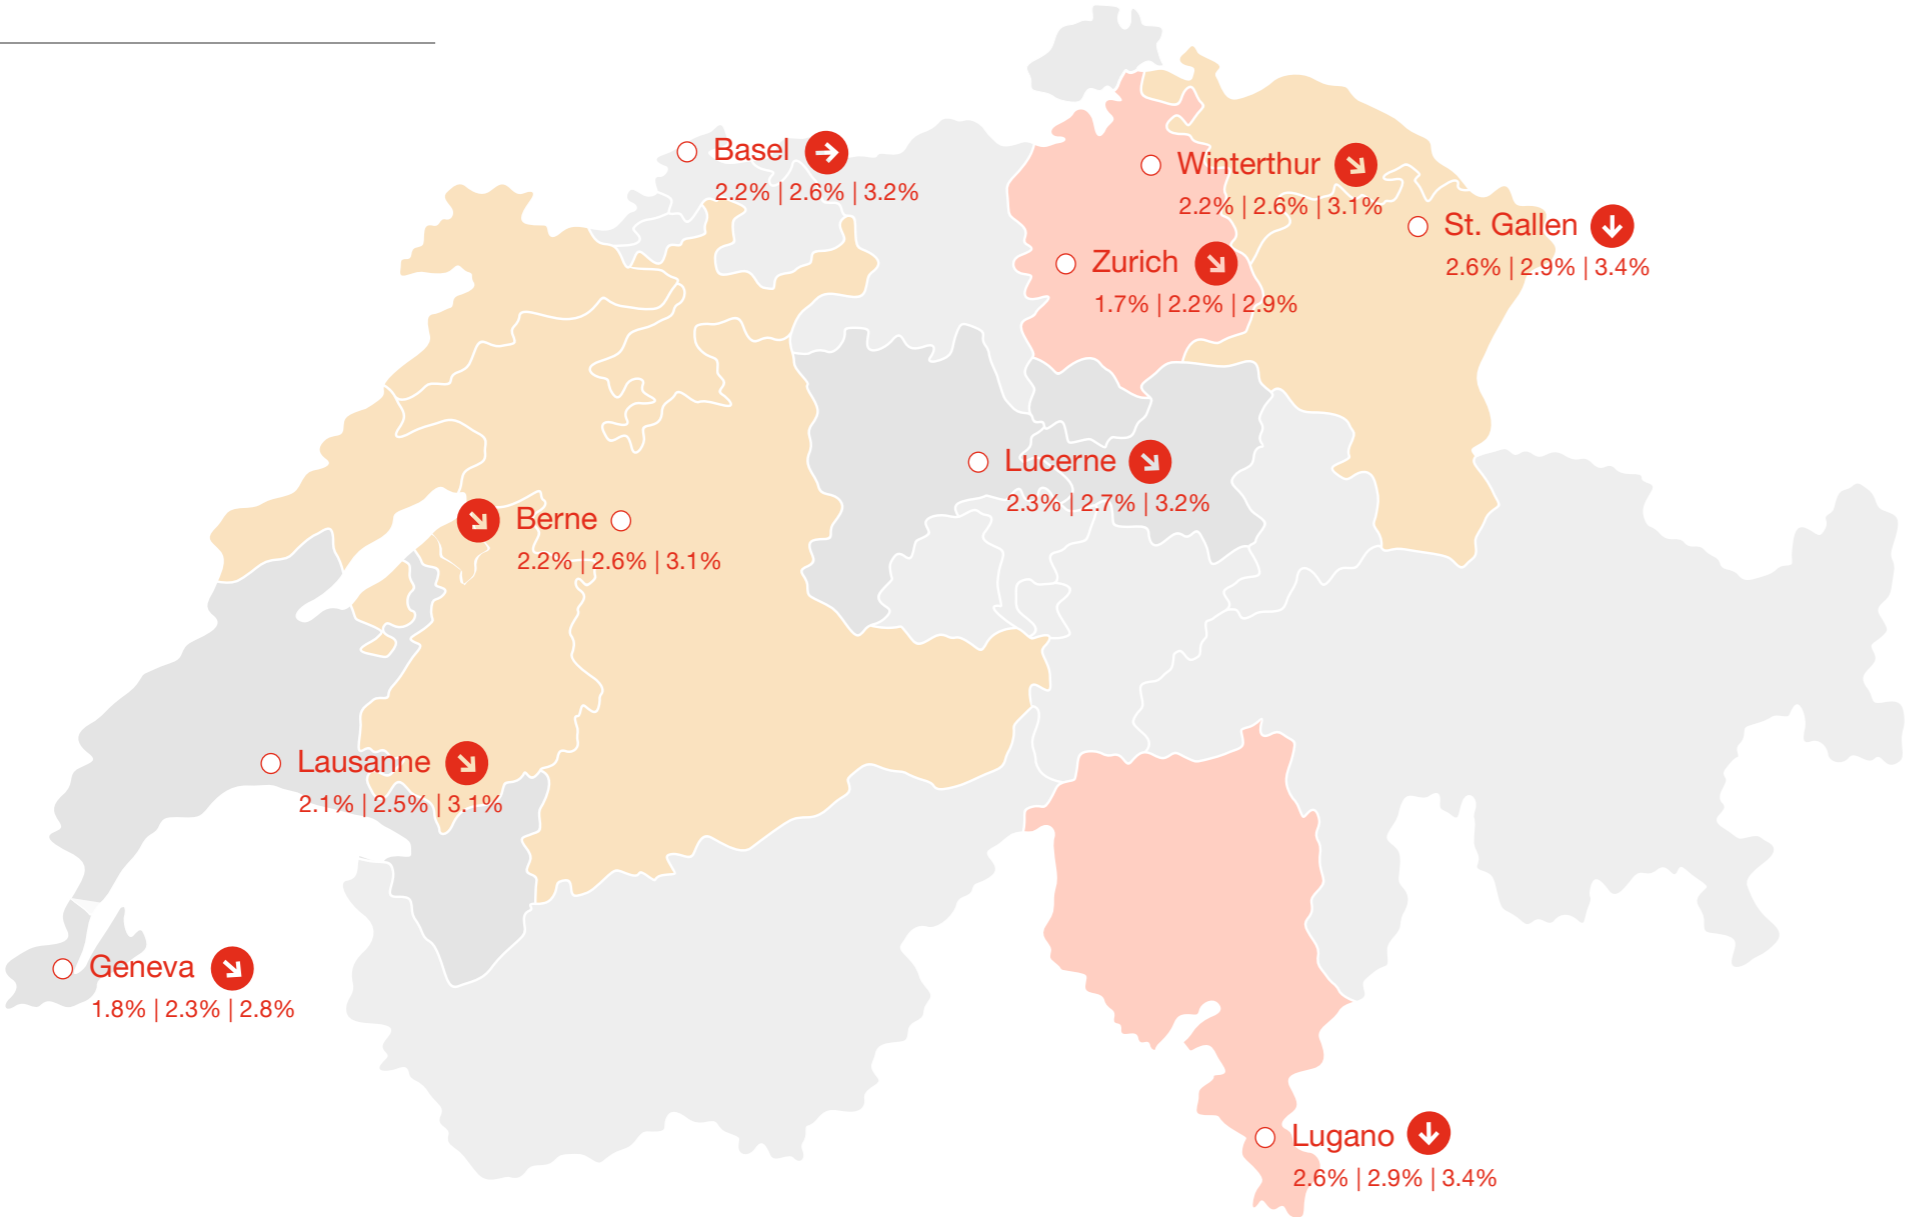 Basel
2.2% | 2.6% | 3.2%
Winterthur
2.2% | 2.6% | 3.1%
St. Gallen
2.6% | 2.9% | 3.4%
Zurich
1.7% | 2.2% | 2.9%
Lucerne
2.3% | 2.7% | 3.2%
Berne
2.2% | 2.6% | 3.1%
Lausanne
2.1% | 2.5% | 3.1%
Geneva
1.8% | 2.3% | 2.8%
Lugano
2.6% | 2.9% | 3.4%